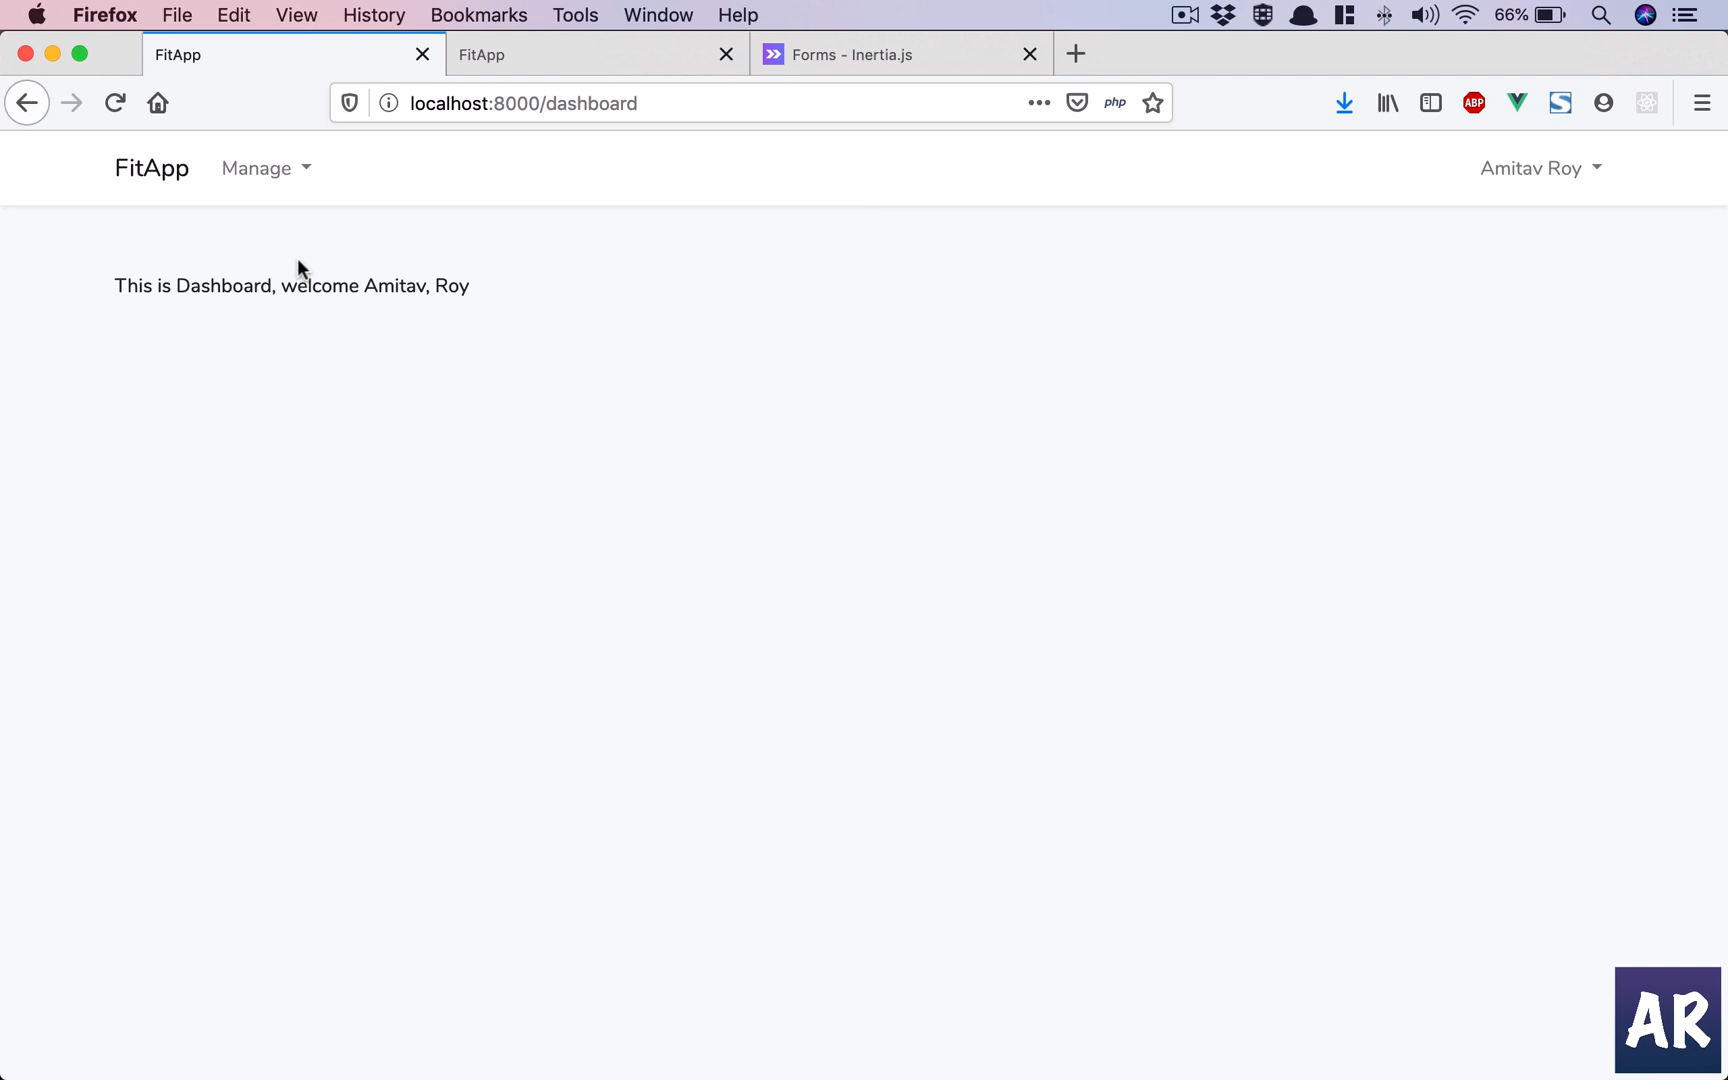 Firefox File Edit View History Bookmarks Tools Window Help 66%
FitApp FitApp Forms - Inertia.js
localhost:8000/dashboard php ABP S
FitApp Manage Amitav Roy
This is Dashboard, welcome Amitav, Roy
AR